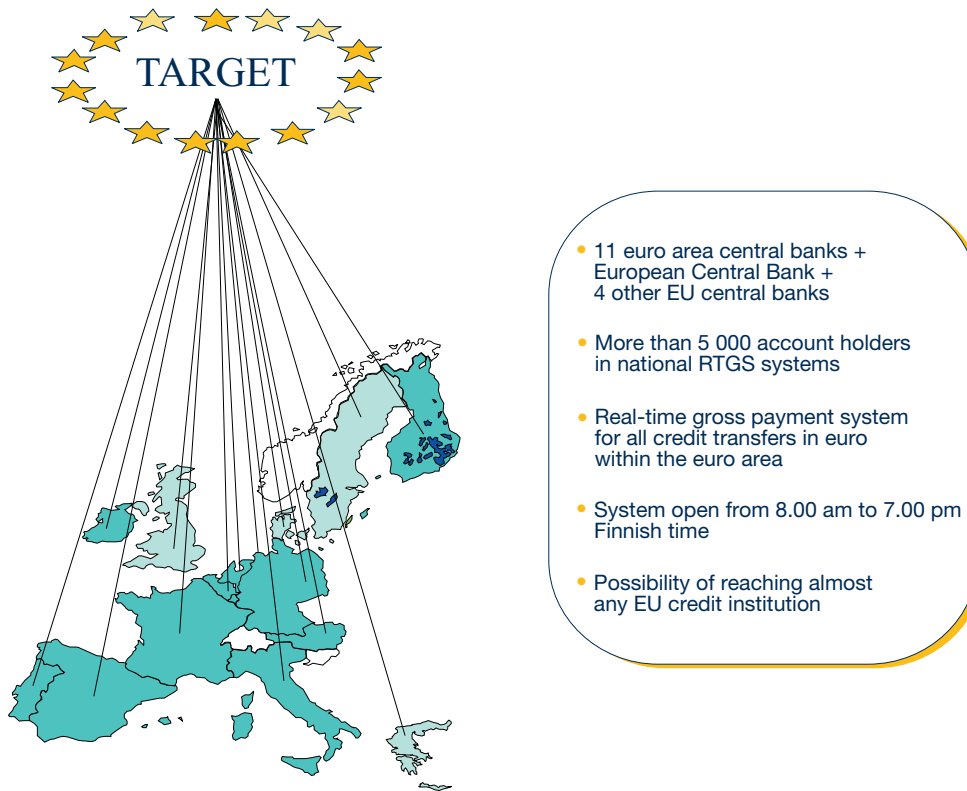 TARGET
• 11 euro area central banks +
European Central Bank +
4 other EU central banks
• More than 5 000 account holders
in national RTGS systems
• Real-time gross payment system
for all credit transfers in euro
within the euro area
• System open from 8.00 am to 7.00 pm
Finnish time
• Possibility of reaching almost
any EU credit institution